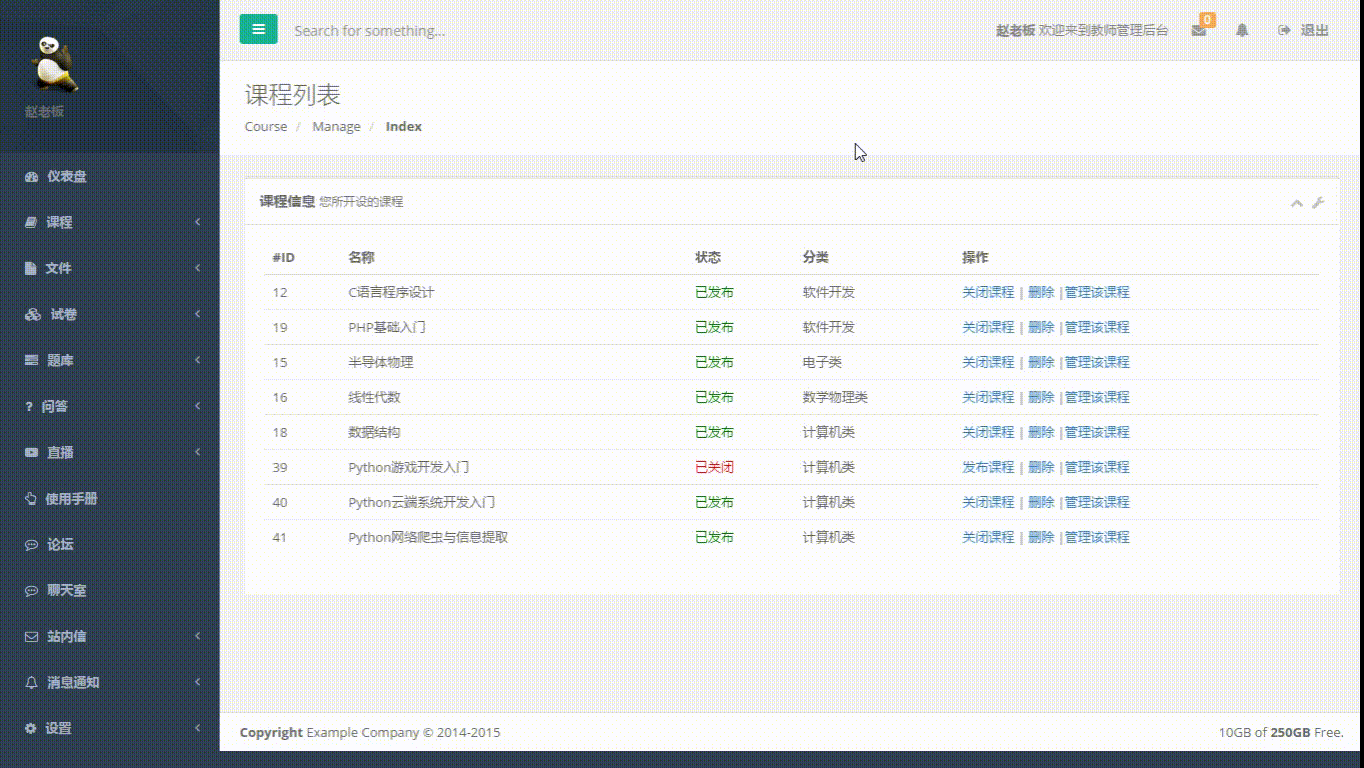 赵老板
仪表盘
课程
文件
试卷
题库
? 问答
直播
使用手册
论坛
聊天室
站内信
消息通知
设置
Search for something...
赵老板 欢迎来到教师管理后台 0 退出
课程列表
Course / Manage / Index
课程信息 您所开设的课程
#ID 名称 状态 分类 操作
12 C语言程序设计 已发布 软件开发 关闭课程 | 删除 |管理该课程
19 PHP基础入门 已发布 软件开发 关闭课程 | 删除 |管理该课程
15 半导体物理 已发布 电子类 关闭课程 | 删除 |管理该课程
16 线性代数 已发布 数学物理类 关闭课程 | 删除 |管理该课程
18 数据结构 已发布 计算机类 关闭课程 | 删除 |管理该课程
39 Python游戏开发入门 已关闭 计算机类 发布课程 | 删除 |管理该课程
40 Python云端系统开发入门 已发布 计算机类 关闭课程 | 删除 |管理该课程
41 Python网络爬虫与信息提取 已发布 计算机类 关闭课程 | 删除 |管理该课程
Copyright Example Company © 2014-2015
10GB of 250GB Free.